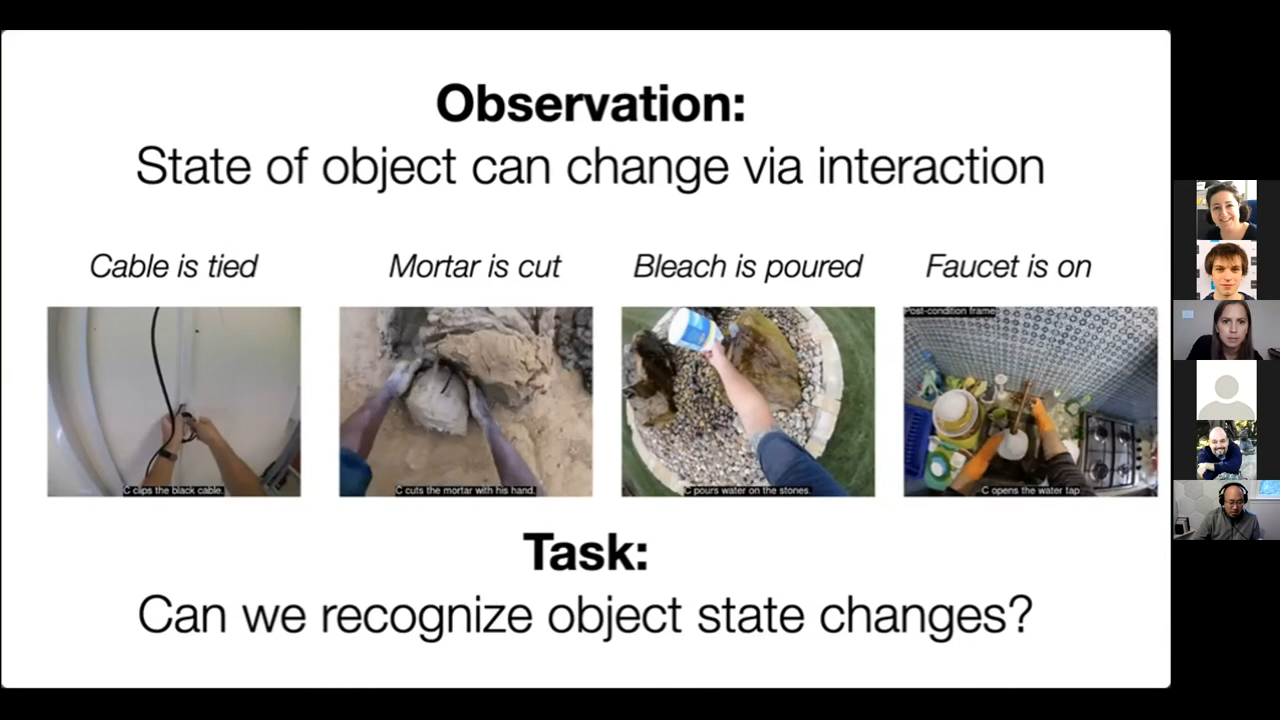 Observation:
State of object can change via interaction
Cable is tied
Mortar is cut
Bleach is poured
Faucet is on
Post-condition frame
C clips the black cable.
C cuts the mortar with his hand.
C pours water on the stones.
C opens the water tap
Task:
Can we recognize object state changes?